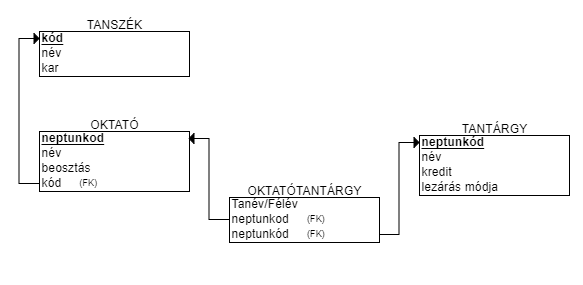 TANSZÉK
kód
név
kar
OKTATÓ
neptunkod
név
beosztás
kód (FK)
TANTÁRGY
neptunkód
név
kredit
lezárás módja
OKTATÓTANTÁRGY
Tanév/Félév
neptunkod (FK)
neptunkód (FK)